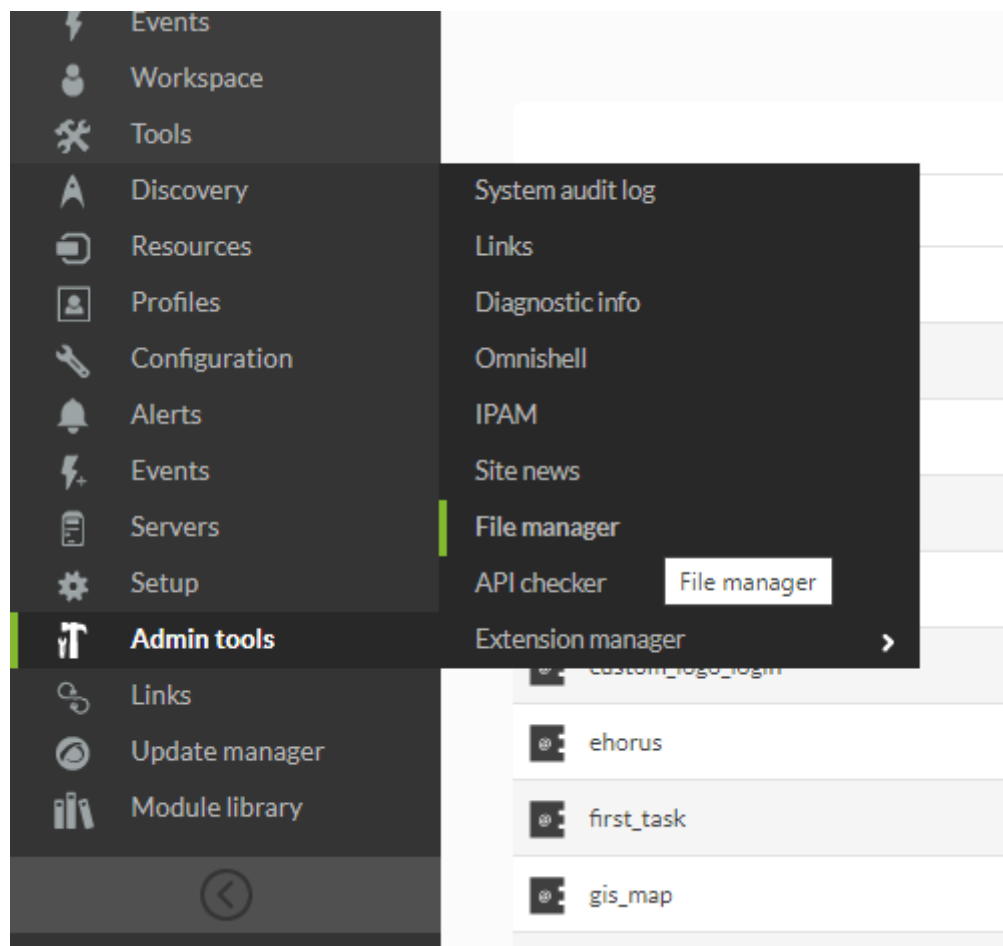 Events
Workspace
Tools
Discovery
Resources
Profiles
Configuration
Alerts
Events
Servers
Setup
Admin tools
Links
Update manager
Module library
System audit log
Links
Diagnostic info
Omnishell
IPAM
Site news
File manager
API checker
File manager
Extension manager
custom_logo_login
ehorus
first_task
gis_map